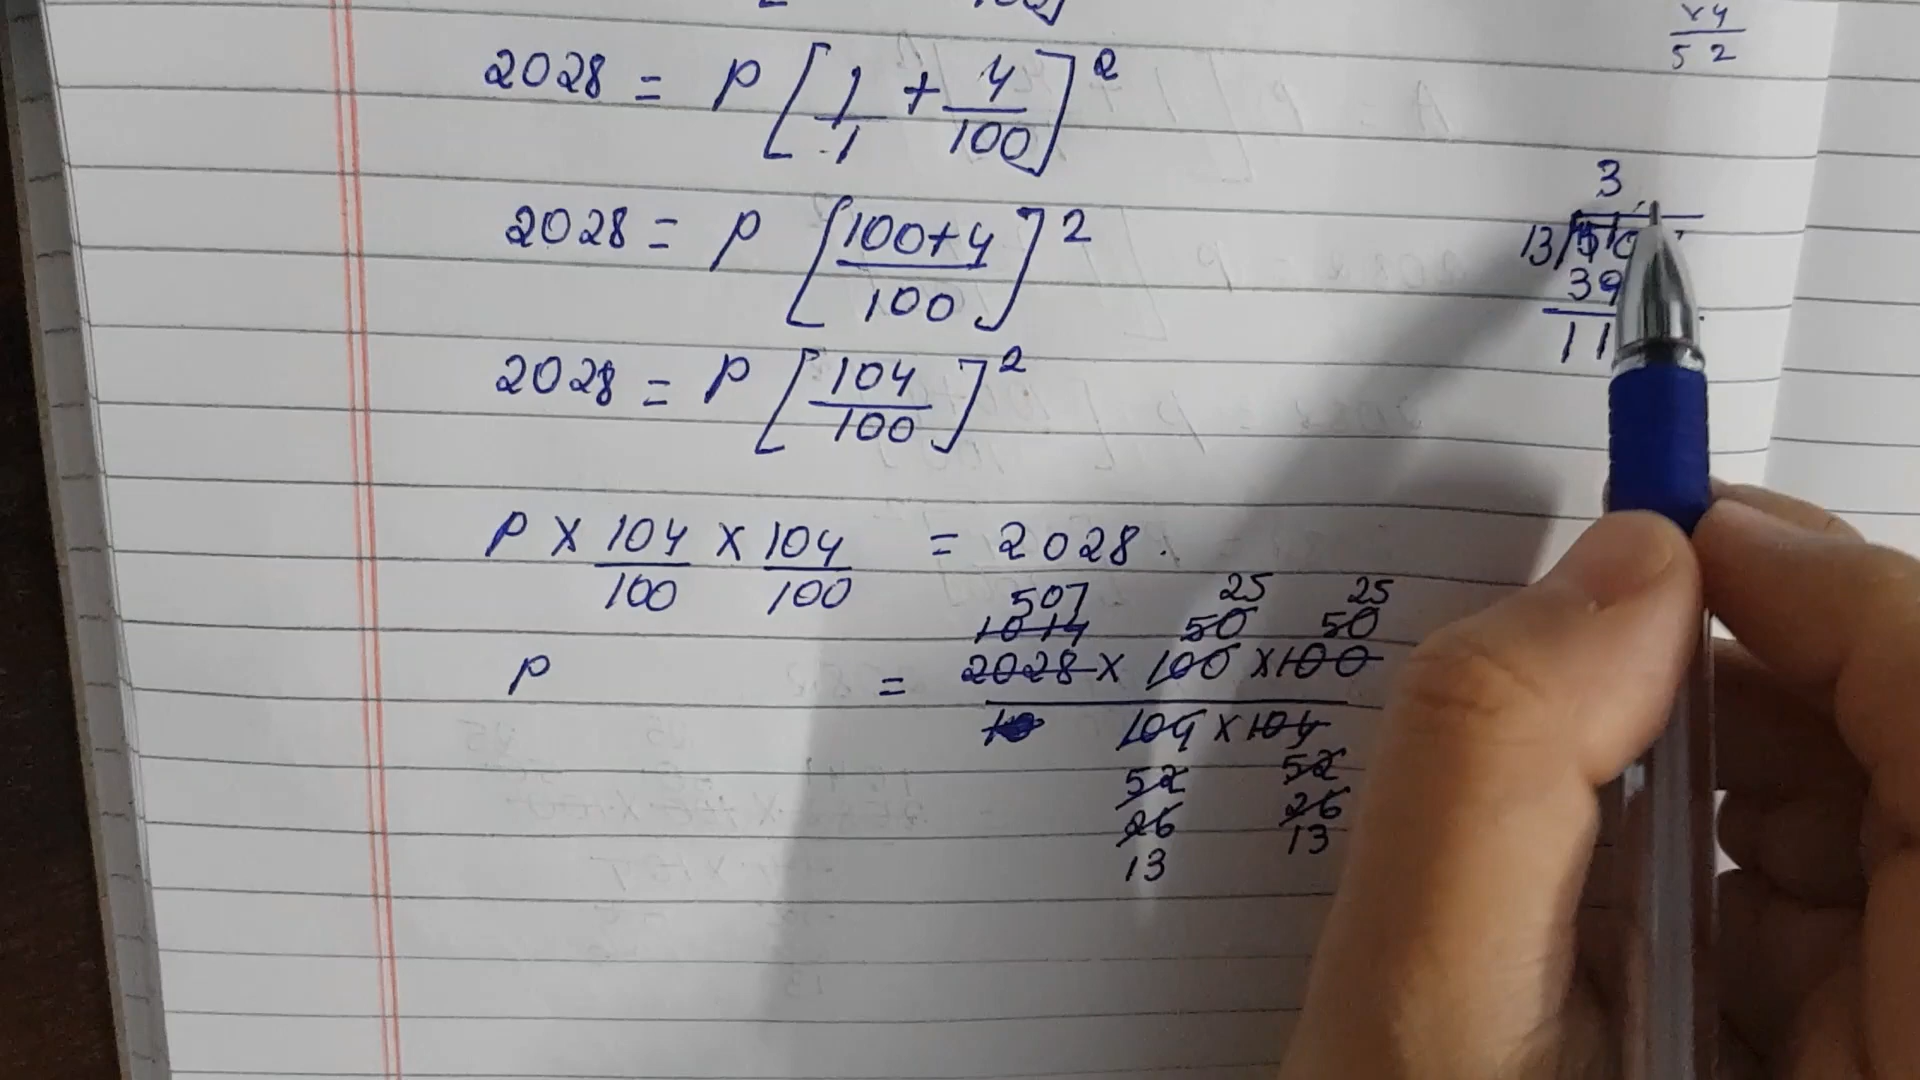 2028 = P [ 1/1 + 4/100 ]²
2028 = P [ 100+4/100 ]²
2028 = P [ 104/100 ]²
P × 104/100 × 104/100 = 2028.
507 25 25
1014 50 50
P = 2028 × 100 × 100
104 × 104
52 52
26 26
13 13
×4
52
3
13
39
11